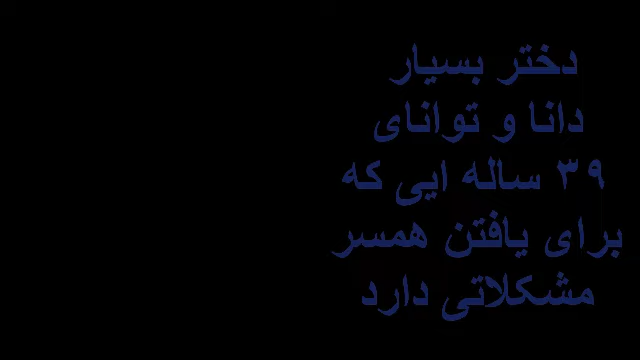 دختر بسیار
دانا و توانای
۳۹ ساله ایی که
برای یافتن همسر
مشکلاتی دارد